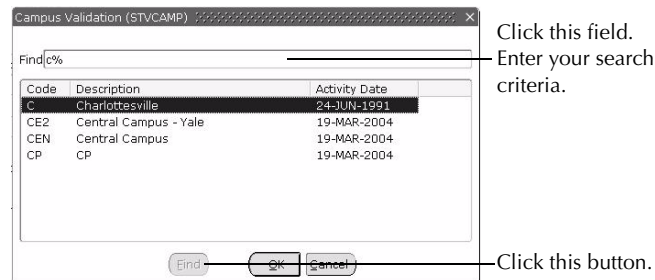 Campus Validation (STVCAMP)
Click this field.
Enter your search
criteria.
Find c%
Code Description Activity Date
C Charlottesville 24-JUN-1991
CE2 Central Campus - Yale 19-MAR-2004
CEN Central Campus 19-MAR-2004
CP CP 19-MAR-2004
Find OK Cancel
Click this button.